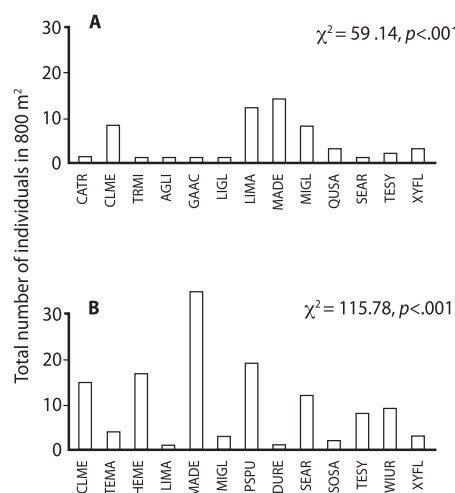 Total number of individuals in 800 m²
A
χ² = 59 .14, p<.001
30
20
10
0
CATR CLME TRMI AGLI GAAC LIGL LIMA MADE MIGL QUSA SEAR TESY XYFL
B
χ² = 115.78, p<.001
30
20
10
0
CLME TEMA HEME LIMA MADE MIGL PSPU DURE SEAR SOSA TESY WIUR XYFL